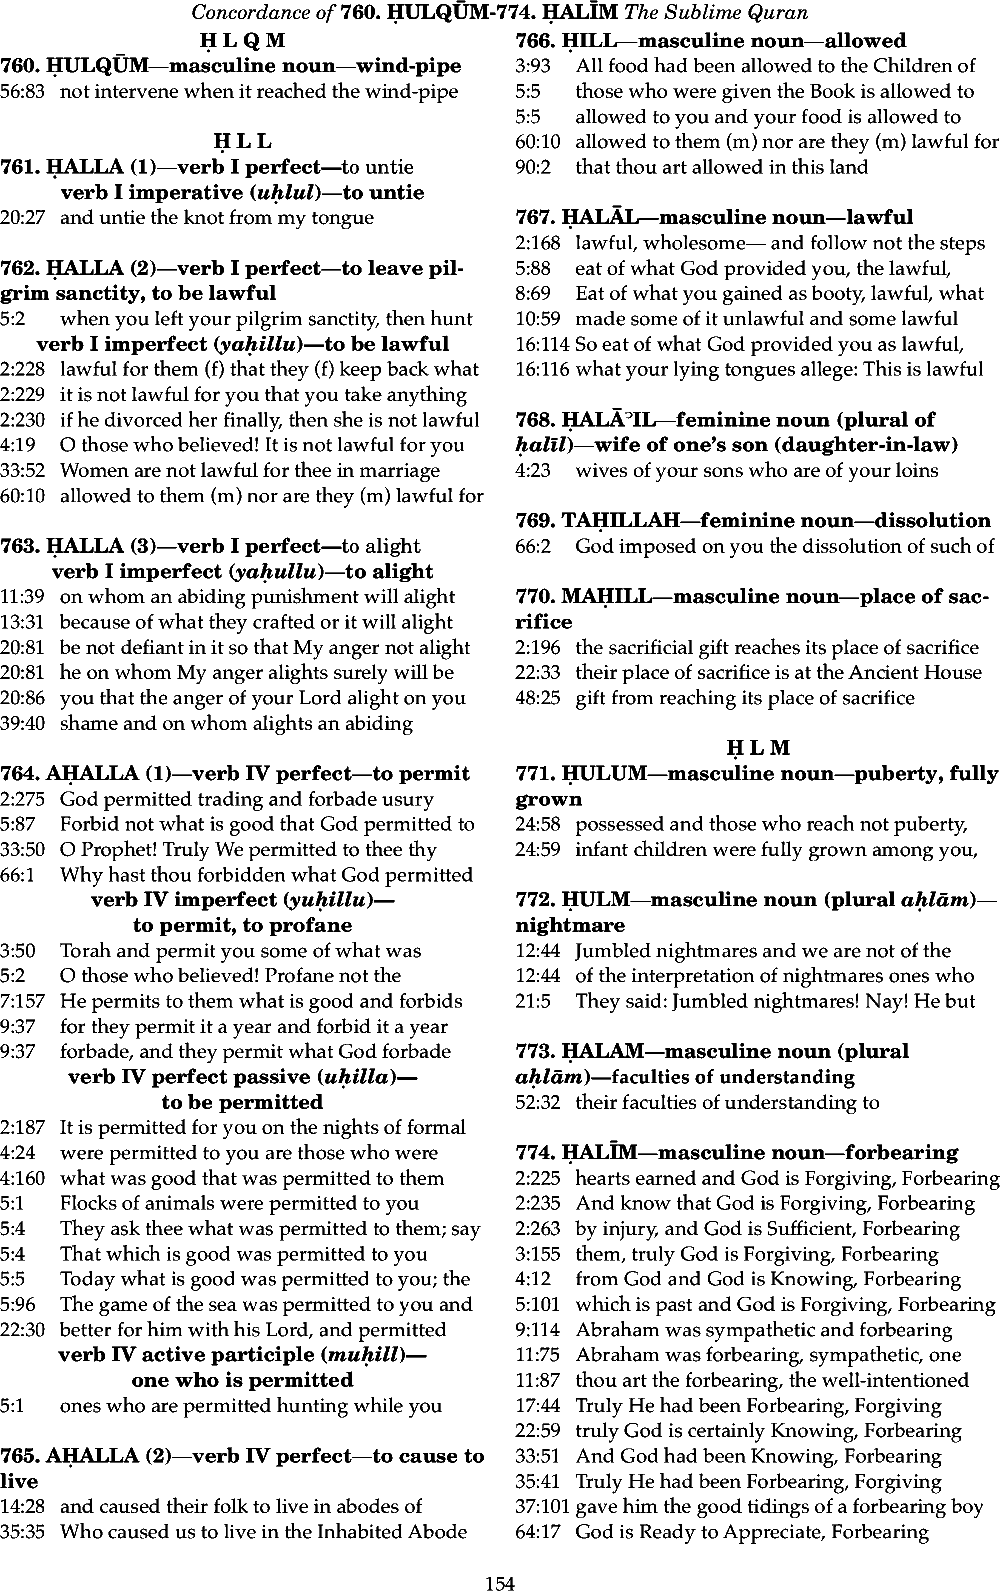 Concordance of 760. ḤULQŪM-774. ḤALĪM The Sublime Quran
Ḥ L Q M
760. ḤULQŪM—masculine noun—wind-pipe
56:83 not intervene when it reached the wind-pipe
Ḥ L L
761. ḤALLA (1)—verb I perfect—to untie
verb I imperative (uḥlul)—to untie
20:27 and untie the knot from my tongue
762. ḤALLA (2)—verb I perfect—to leave pil-
grim sanctity, to be lawful
5:2 when you left your pilgrim sanctity, then hunt
verb I imperfect (yaḥillu)—to be lawful
2:228 lawful for them (f) that they (f) keep back what
2:229 it is not lawful for you that you take anything
2:230 if he divorced her finally, then she is not lawful
4:19 O those who believed! It is not lawful for you
33:52 Women are not lawful for thee in marriage
60:10 allowed to them (m) nor are they (m) lawful for
763. ḤALLA (3)—verb I perfect—to alight
verb I imperfect (yaḥullu)—to alight
11:39 on whom an abiding punishment will alight
13:31 because of what they crafted or it will alight
20:81 be not defiant in it so that My anger not alight
20:81 he on whom My anger alights surely will be
20:86 you that the anger of your Lord alight on you
39:40 shame and on whom alights an abiding
764. AḤALLA (1)—verb IV perfect—to permit
2:275 God permitted trading and forbade usury
5:87 Forbid not what is good that God permitted to
33:50 O Prophet! Truly We permitted to thee thy
66:1 Why hast thou forbidden what God permitted
verb IV imperfect (yuḥillu)—
to permit, to profane
3:50 Torah and permit you some of what was
5:2 O those who believed! Profane not the
7:157 He permits to them what is good and forbids
9:37 for they permit it a year and forbid it a year
9:37 forbade, and they permit what God forbade
verb IV perfect passive (uḥilla)—
to be permitted
2:187 It is permitted for you on the nights of formal
4:24 were permitted to you are those who were
4:160 what was good that was permitted to them
5:1 Flocks of animals were permitted to you
5:4 They ask thee what was permitted to them; say
5:4 That which is good was permitted to you
5:5 Today what is good was permitted to you; the
5:96 The game of the sea was permitted to you and
22:30 better for him with his Lord, and permitted
verb IV active participle (muḥill)—
one who is permitted
5:1 ones who are permitted hunting while you
765. AḤALLA (2)—verb IV perfect—to cause to
live
14:28 and caused their folk to live in abodes of
35:35 Who caused us to live in the Inhabited Abode
766. ḤILL—masculine noun—allowed
3:93 All food had been allowed to the Children of
5:5 those who were given the Book is allowed to
5:5 allowed to you and your food is allowed to
60:10 allowed to them (m) nor are they (m) lawful for
90:2 that thou art allowed in this land
767. ḤALĀL—masculine noun—lawful
2:168 lawful, wholesome— and follow not the steps
5:88 eat of what God provided you, the lawful,
8:69 Eat of what you gained as booty, lawful, what
10:59 made some of it unlawful and some lawful
16:114 So eat of what God provided you as lawful,
16:116 what your lying tongues allege: This is lawful
768. ḤALĀʾIL—feminine noun (plural of
ḥalīl)—wife of one’s son (daughter-in-law)
4:23 wives of your sons who are of your loins
769. TAḤILLAH—feminine noun—dissolution
66:2 God imposed on you the dissolution of such of
770. MAḤILL—masculine noun—place of sac-
rifice
2:196 the sacrificial gift reaches its place of sacrifice
22:33 their place of sacrifice is at the Ancient House
48:25 gift from reaching its place of sacrifice
Ḥ L M
771. ḤULUM—masculine noun—puberty, fully
grown
24:58 possessed and those who reach not puberty,
24:59 infant children were fully grown among you,
772. ḤULM—masculine noun (plural aḥlām)—
nightmare
12:44 Jumbled nightmares and we are not of the
12:44 of the interpretation of nightmares ones who
21:5 They said: Jumbled nightmares! Nay! He but
773. ḤALAM—masculine noun (plural
aḥlām)—faculties of understanding
52:32 their faculties of understanding to
774. ḤALĪM—masculine noun—forbearing
2:225 hearts earned and God is Forgiving, Forbearing
2:235 And know that God is Forgiving, Forbearing
2:263 by injury, and God is Sufficient, Forbearing
3:155 them, truly God is Forgiving, Forbearing
4:12 from God and God is Knowing, Forbearing
5:101 which is past and God is Forgiving, Forbearing
9:114 Abraham was sympathetic and forbearing
11:75 Abraham was forbearing, sympathetic, one
11:87 thou art the forbearing, the well-intentioned
17:44 Truly He had been Forbearing, Forgiving
22:59 truly God is certainly Knowing, Forbearing
33:51 And God had been Knowing, Forbearing
35:41 Truly He had been Forbearing, Forgiving
37:101 gave him the good tidings of a forbearing boy
64:17 God is Ready to Appreciate, Forbearing
154